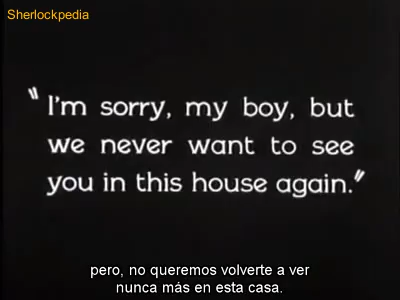 Sherlockpedia
"I'm sorry, my boy, but
we never want to see
you in this house again."
pero, no queremos volverte a ver
nunca más en esta casa.